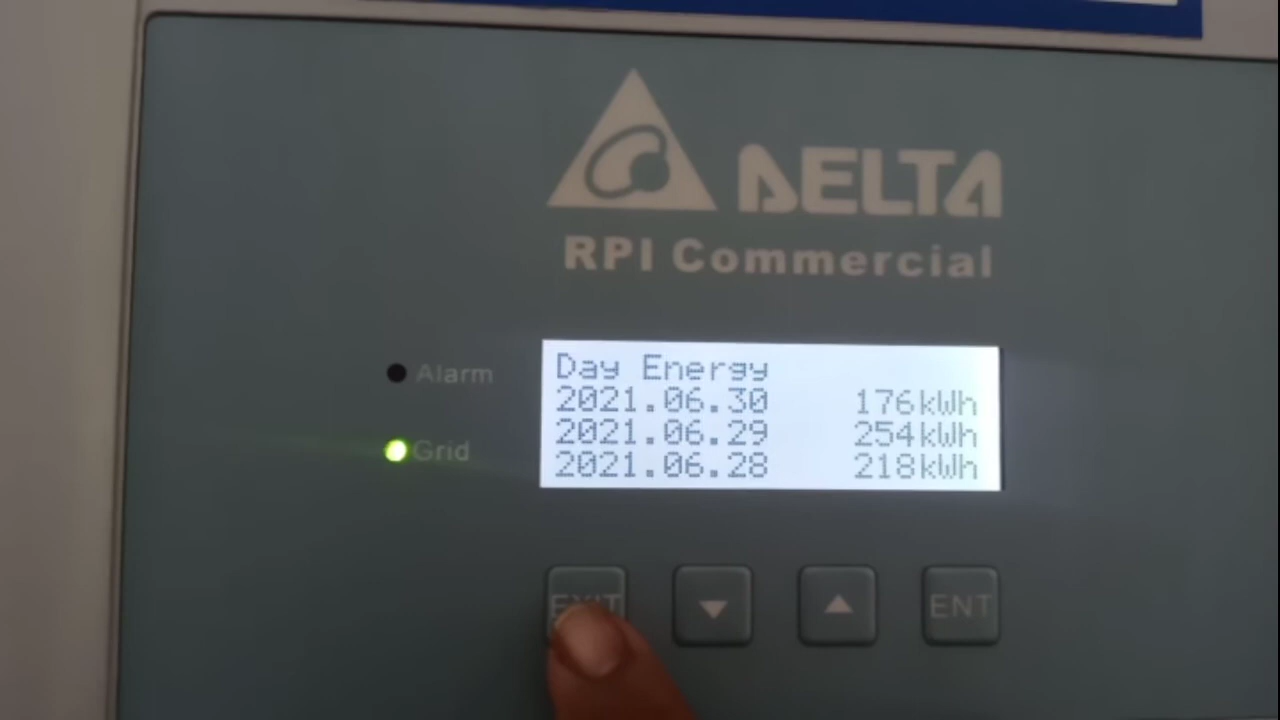 DELTA
RPI Commercial
Alarm
Grid
Day Energy
2021.06.30 176kWh
2021.06.29 254kWh
2021.06.28 218kWh
EXIT
ENT